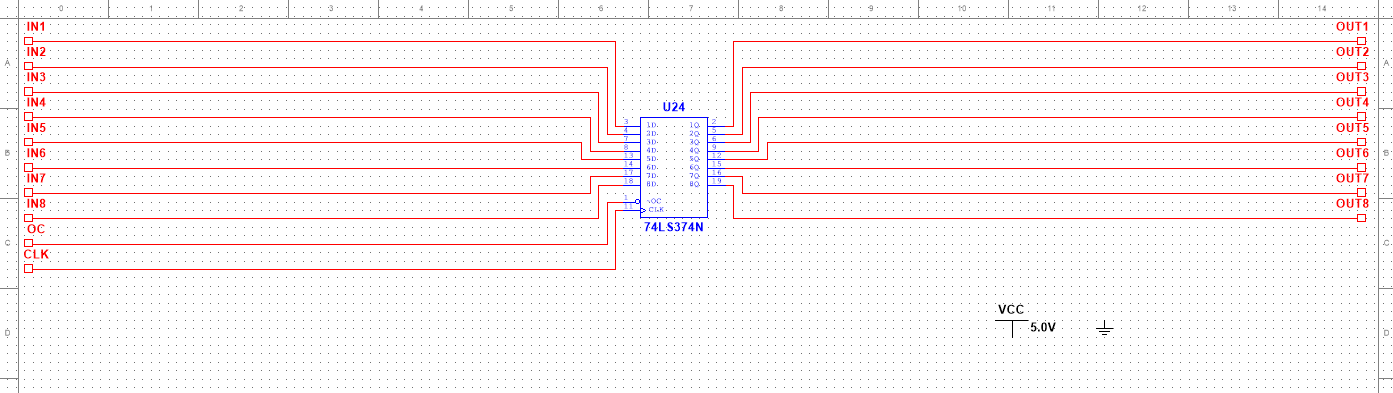 0 1 2 3 4 5 6 7 8 9 10 11 12 13 14
IN1 OUT1
IN2 OUT2
A A
IN3 OUT3
IN4 OUT4
U24
IN5 OUT5
3 1D 1Q 2
4 2D 2Q 5
7 3D 3Q 6
8 4D 4Q 9
B B
IN6 OUT6
13 5D 5Q 12
14 6D 6Q 15
17 7D 7Q 16
18 8D 8Q 19
IN7 OUT7
IN8 OUT8
1 ~OC
11 CLK
OC
74LS374N
C C
CLK
VCC
5.0V
D D